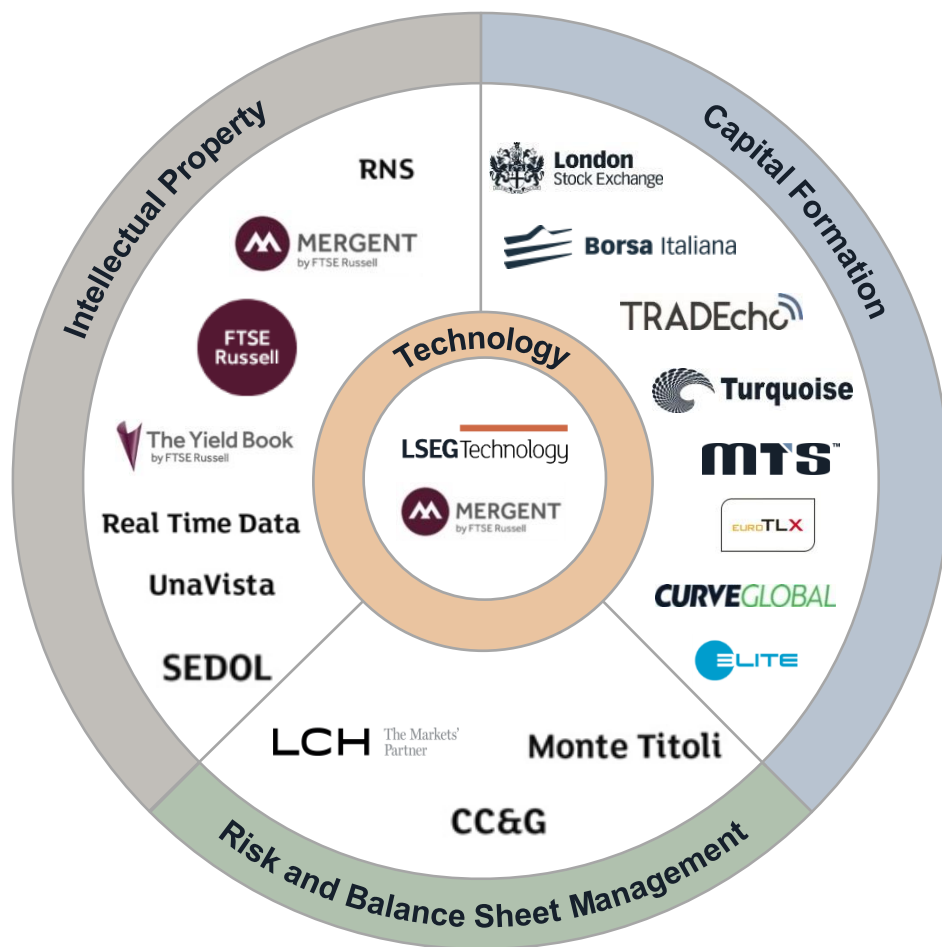 Intellectual Property
RNS
MERGENT
by FTSE Russell
FTSE
Russell
The Yield Book
by FTSE Russell
Real Time Data
UnaVista
SEDOL
Capital Formation
London
Stock Exchange
Borsa Italiana
TRADEcho
Turquoise
MTS™
EUROTLX
CURVEGLOBAL
ELITE
Technology
LSEGTechnology
MERGENT
by FTSE Russell
LCH
The Markets'
Partner
Monte Titoli
CC&G
Risk and Balance Sheet Management